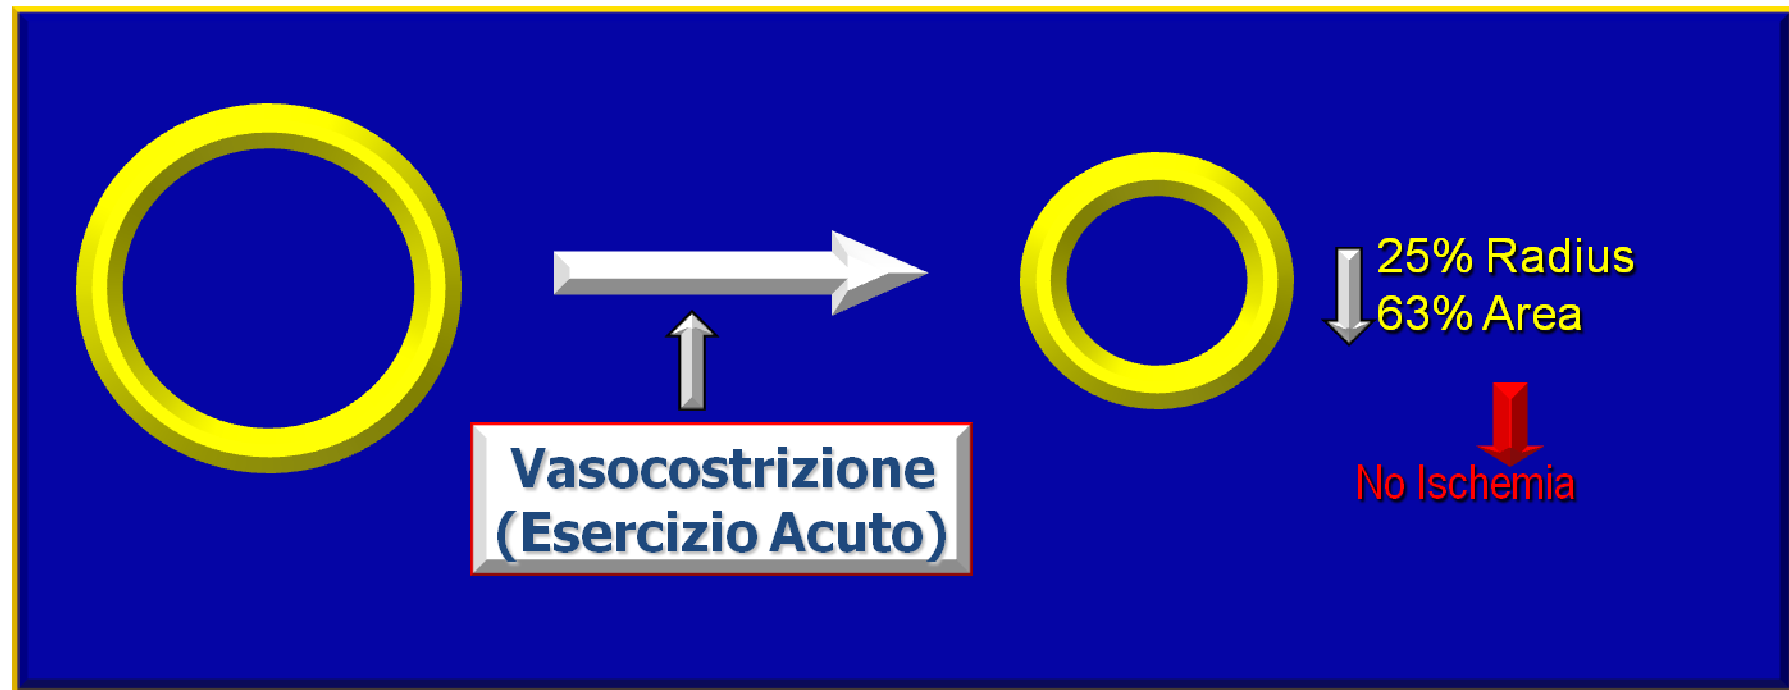 25% Radius
63% Area
No Ischemia
Vasocostrizione
(Esercizio Acuto)